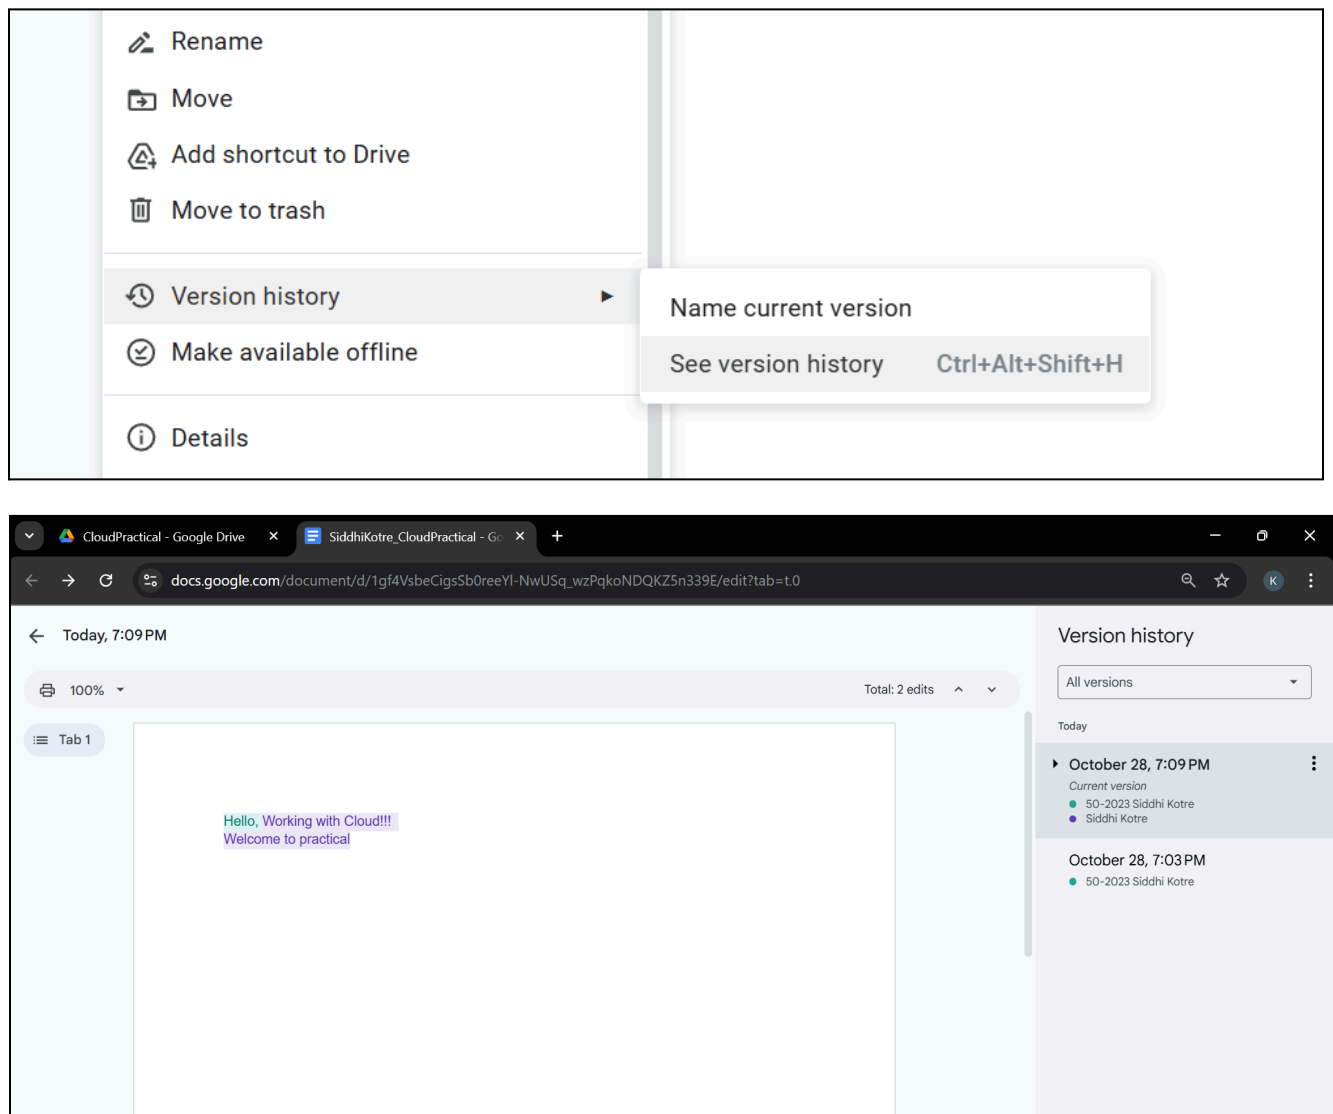 Rename
Move
Add shortcut to Drive
Move to trash
Version history
Name current version
See version history Ctrl+Alt+Shift+H
Make available offline
Details
CloudPractical - Google Drive
SiddhiKotre_CloudPractical - Go
docs.google.com/document/d/1gf4VsbeCigsSb0reeYl-NwUSq_wzPqkoNDQKZ5n339E/edit?tab=t.0
K
Today, 7:09 PM
100%
Total: 2 edits
Tab 1
Hello, Working with Cloud!!!
Welcome to practical
Version history
All versions
Today
October 28, 7:09 PM
Current version
50-2023 Siddhi Kotre
Siddhi Kotre
October 28, 7:03 PM
50-2023 Siddhi Kotre